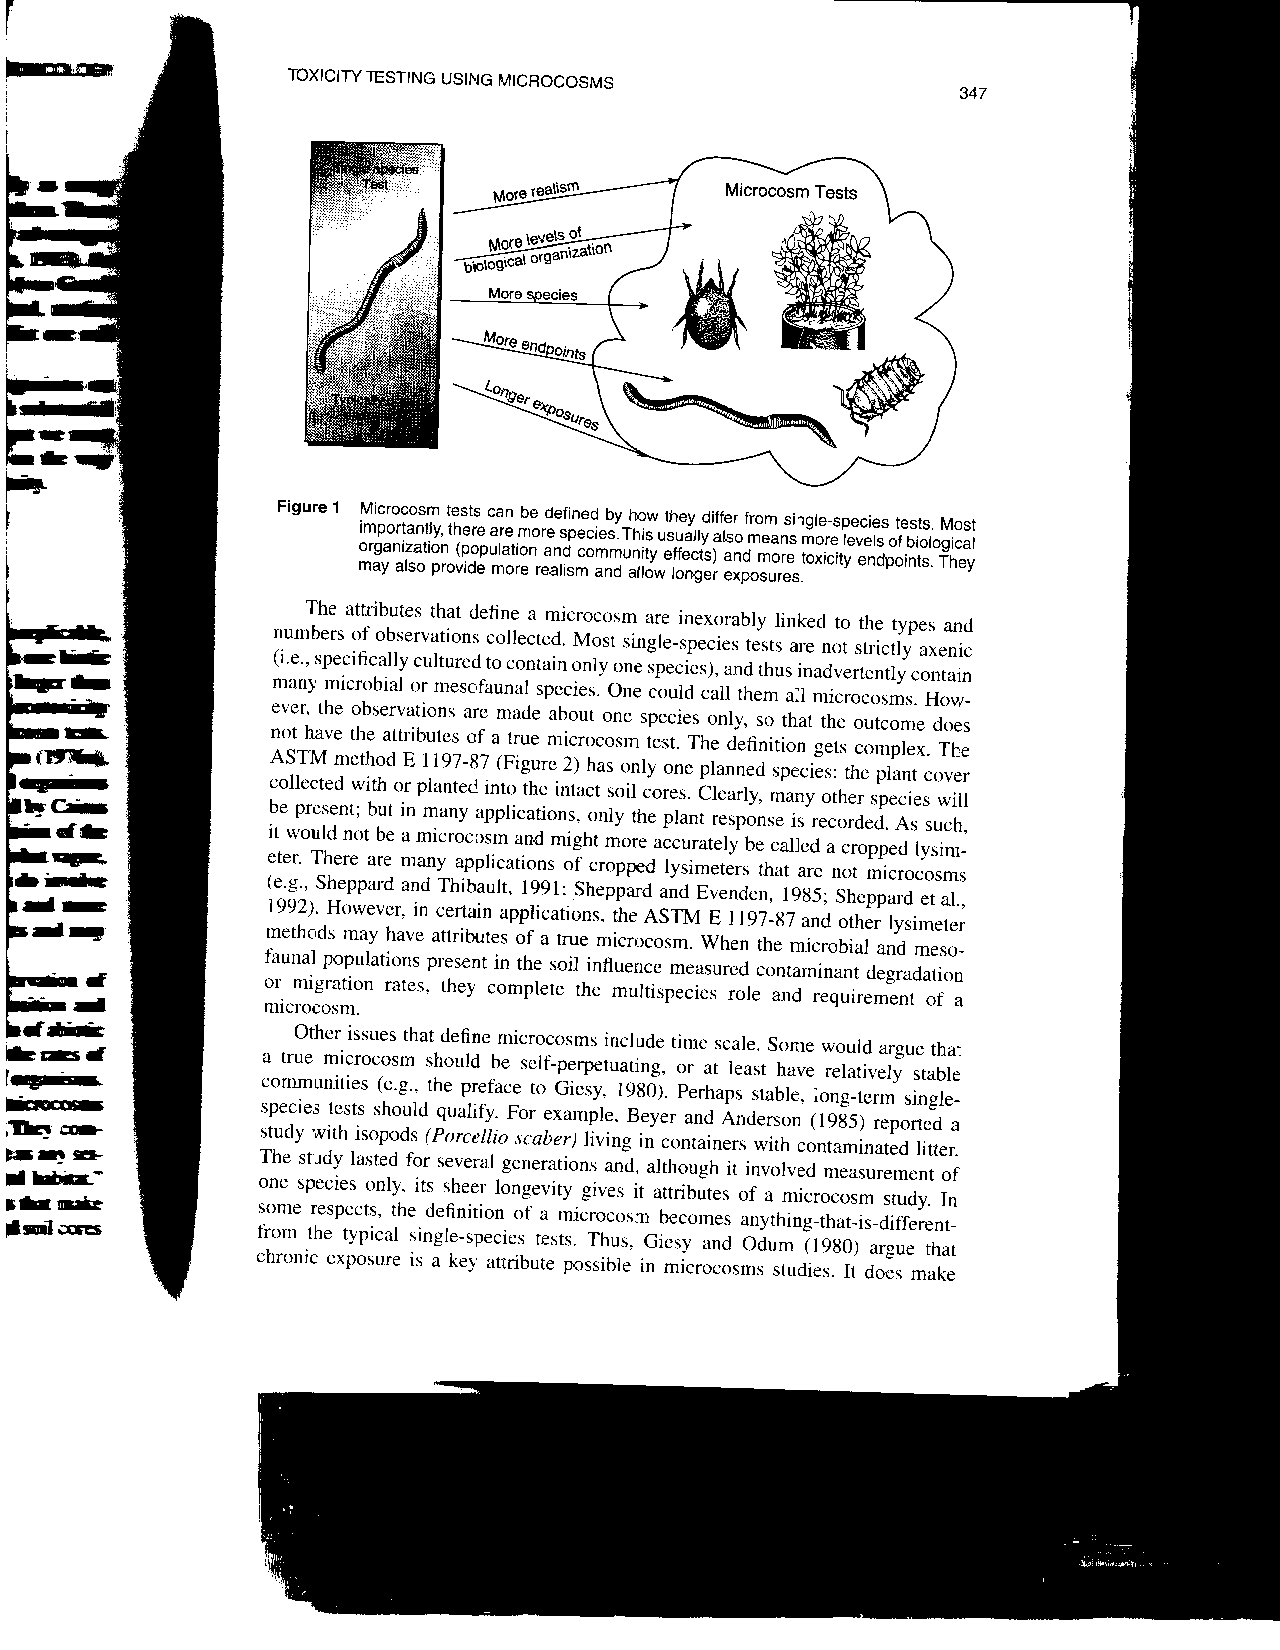 TOXICITY TESTING USING MICROCOSMS
347
Single Species
Test
More realism
More levels of
biological organization
More species
More endpoints
Longer exposures
Microcosm Tests
Figure 1 Microcosm tests can be defined by how they differ from single-species tests. Most
importantly, there are more species. This usually also means more levels of biological
organization (population and community effects) and more toxicity endpoints. They
may also provide more realism and allow longer exposures.
The attributes that define a microcosm are inexorably linked to the types and
numbers of observations collected. Most single-species tests are not strictly axenic
(i.e., specifically cultured to contain only one species), and thus inadvertently contain
many microbial or mesofaunal species. One could call them all microcosms. How-
ever, the observations are made about one species only, so that the outcome does
not have the attributes of a true microcosm test. The definition gets complex. The
ASTM method E 1197-87 (Figure 2) has only one planned species: the plant cover
collected with or planted into the intact soil cores. Clearly, many other species will
be present; but in many applications, only the plant response is recorded. As such,
it would not be a microcosm and might more accurately be called a cropped lysim-
eter. There are many applications of cropped lysimeters that are not microcosms
(e.g., Sheppard and Thibault, 1991; Sheppard and Evenden, 1985; Sheppard et al.,
1992). However, in certain applications, the ASTM E 1197-87 and other lysimeter
methods may have attributes of a true microcosm. When the microbial and meso-
faunal populations present in the soil influence measured contaminant degradation
or migration rates, they complete the multispecies role and requirement of a
microcosm.
Other issues that define microcosms include time scale. Some would argue that
a true microcosm should be self-perpetuating, or at least have relatively stable
communities (e.g., the preface to Giesy, 1980). Perhaps stable, long-term single-
species tests should qualify. For example, Beyer and Anderson (1985) reported a
study with isopods (Porcellio scaber) living in containers with contaminated litter.
The study lasted for several generations and, although it involved measurement of
one species only, its sheer longevity gives it attributes of a microcosm study. In
some respects, the definition of a microcosm becomes anything-that-is-different-
from the typical single-species tests. Thus, Giesy and Odum (1980) argue that
chronic exposure is a key attribute possible in microcosms studies. It does make